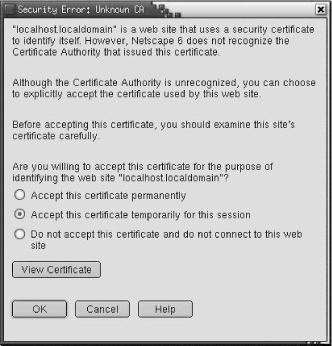 Security Error: Unknown CA
"localhost.localdomain" is a web site that uses a security certificate
to identify itself. However, Netscape 6 does not recognize the
Certificate Authority that issued this certificate.
Although the Certificate Authority is unrecognized, you can choose
to explicitly accept the certificate used by this web site.
Before accepting this certificate, you should examine this site's
certificate carefully.
Are you willing to accept this certificate for the purpose of
identifying the web site "localhost.localdomain"?
Accept this certificate permanently
Accept this certificate temporarily for this session
Do not accept this certificate and do not connect to this web
site
View Certificate
OK Cancel Help